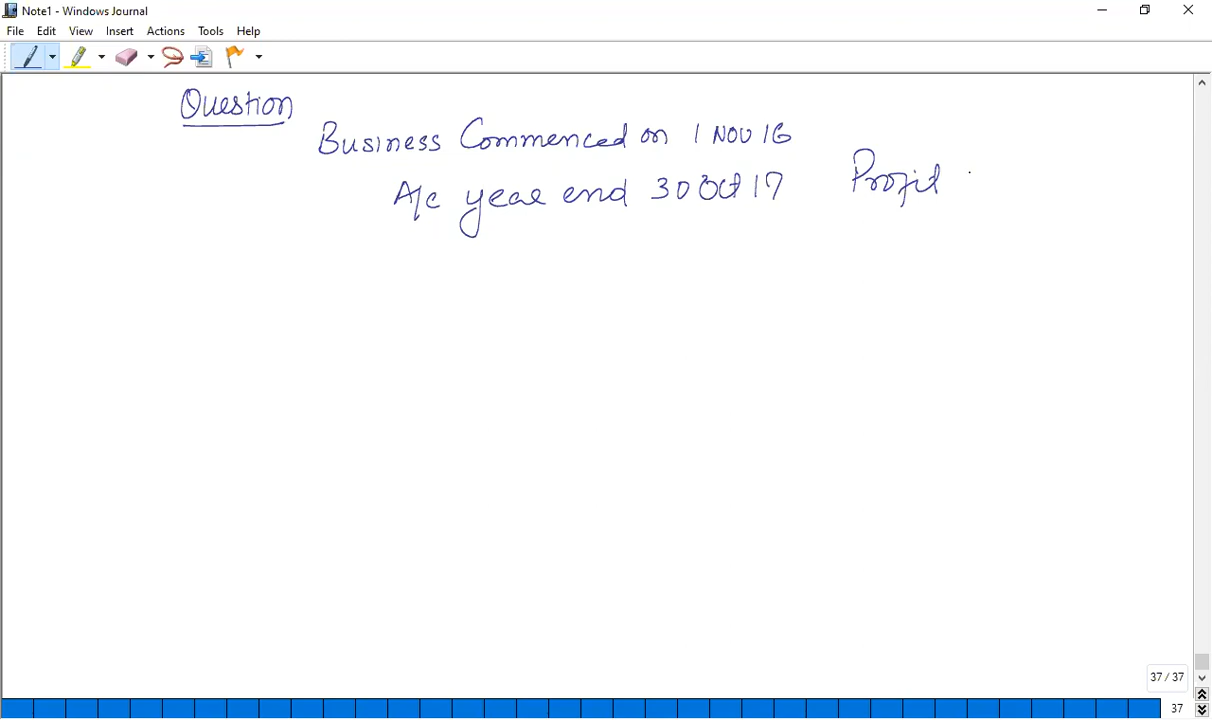 Note1 - Windows Journal
File Edit View Insert Actions Tools Help
Question
Business Commenced on 1 NOV 16
A/c year end 30 Oct 17 Profit
37 / 37
37